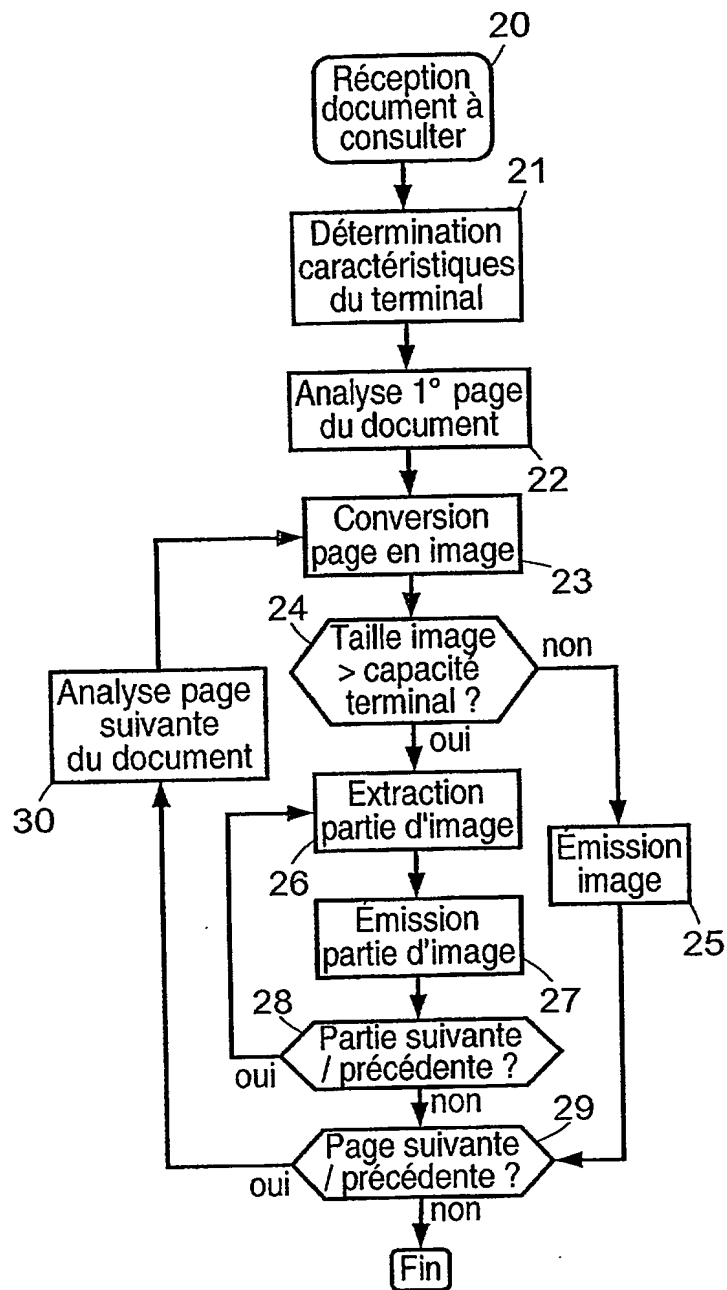 20
Réception
document à
consulter
21
Détermination
caractéristiques
du terminal
Analyse 1° page
du document
22
Conversion
page en image
23
24
Taille image
> capacité
terminal ?
non
oui
Analyse page
suivante
du document
30
Extraction
partie d'image
26
Émission
image
25
Émission
partie d'image
27
28
Partie suivante
/ précédente ?
oui
non
29
Page suivante
/ précédente ?
oui
non
Fin